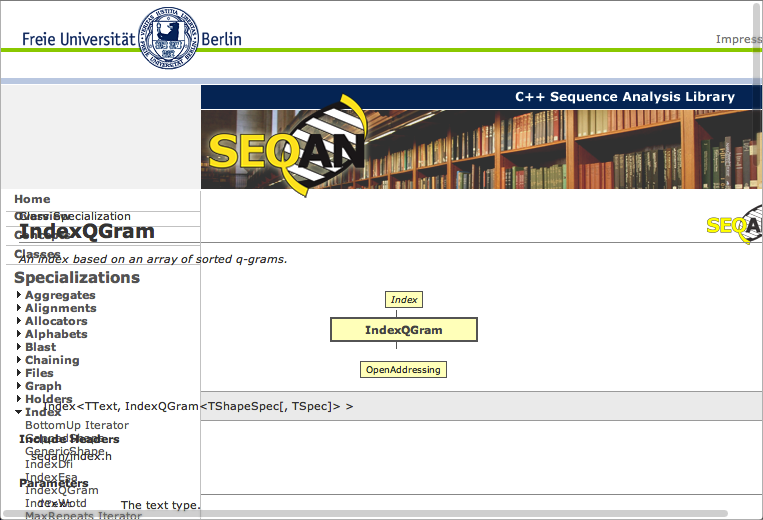 Freie Universität Berlin
Impress
C++ Sequence Analysis Library
SEQAN
Home
Overview
Class Specialization
IndexQGram
SEQA
Concepts
Classes
An index based on an array of sorted q-grams.
Specializations
Aggregates
Alignments
Allocators
Alphabets
Blast
Chaining
Files
Graph
Holders
Index
BottomUp Iterator
GappedShape
GenericShape
IndexDfi
IndexEsa
IndexQGram
IndexWotd
MaxRepeats Iterator
Index
IndexQGram
OpenAddressing
Index<TText, IndexQGram<TShapeSpec[, TSpec]> >
Include Headers
seqan/index.h
Parameters
TText
The text type.